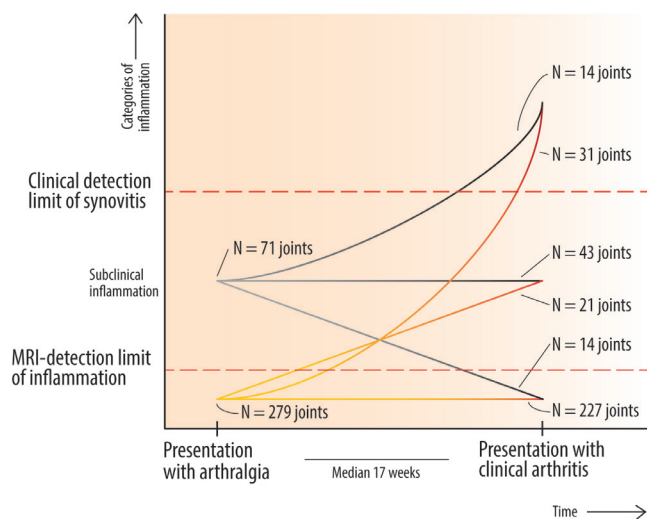 Categories of
inflammation
N = 14 joints
N = 31 joints
Clinical detection
limit of synovitis
N = 71 joints
N = 43 joints
Subclinical
inflammation
N = 21 joints
MRI-detection limit
of inflammation
N = 14 joints
N = 279 joints
N = 227 joints
Presentation
with arthralgia
Median 17 weeks
Presentation with
clinical arthritis
Time